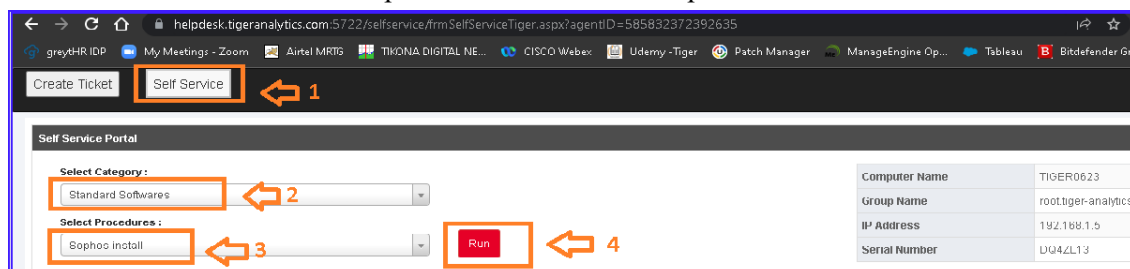 helpdesk.tigeranalytics.com:5722/selfservice/frmSelfServiceTiger.aspx?agentID=585832372392635
greytHR IDP My Meetings - Zoom Airtel MRTG TIKONA DIGITAL NE... CISCO Webex Udemy -Tiger Patch Manager ManageEngine Op... Tableau B Bitdefender Gr
Create Ticket Self Service 1
Self Service Portal
Select Category :
Standard Softwares 2
Select Procedures :
Sophos install 3 Run 4
Computer Name TIGER0623
Group Name root.tiger-analytics
IP Address 192.168.1.5
Serial Number DQ4ZL13